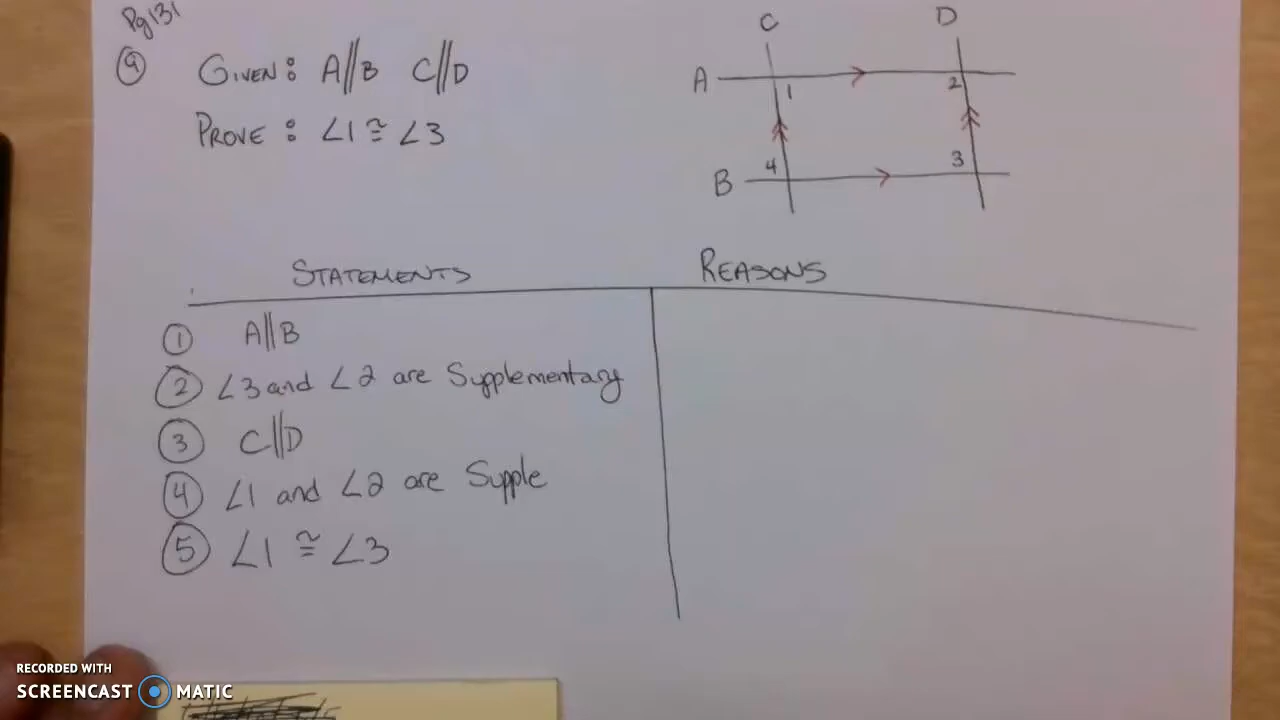 Pg 131
9 GIVEN: A||B C||D
PROVE: ∠1 ≅ ∠3
C D
A 1 2
4 3
B
STATEMENTS REASONS
1 A||B
2 ∠3 and ∠2 are Supplementary
3 C||D
4 ∠1 and ∠2 are Supple
5 ∠1 ≅ ∠3
RECORDED WITH
SCREENCAST MATIC